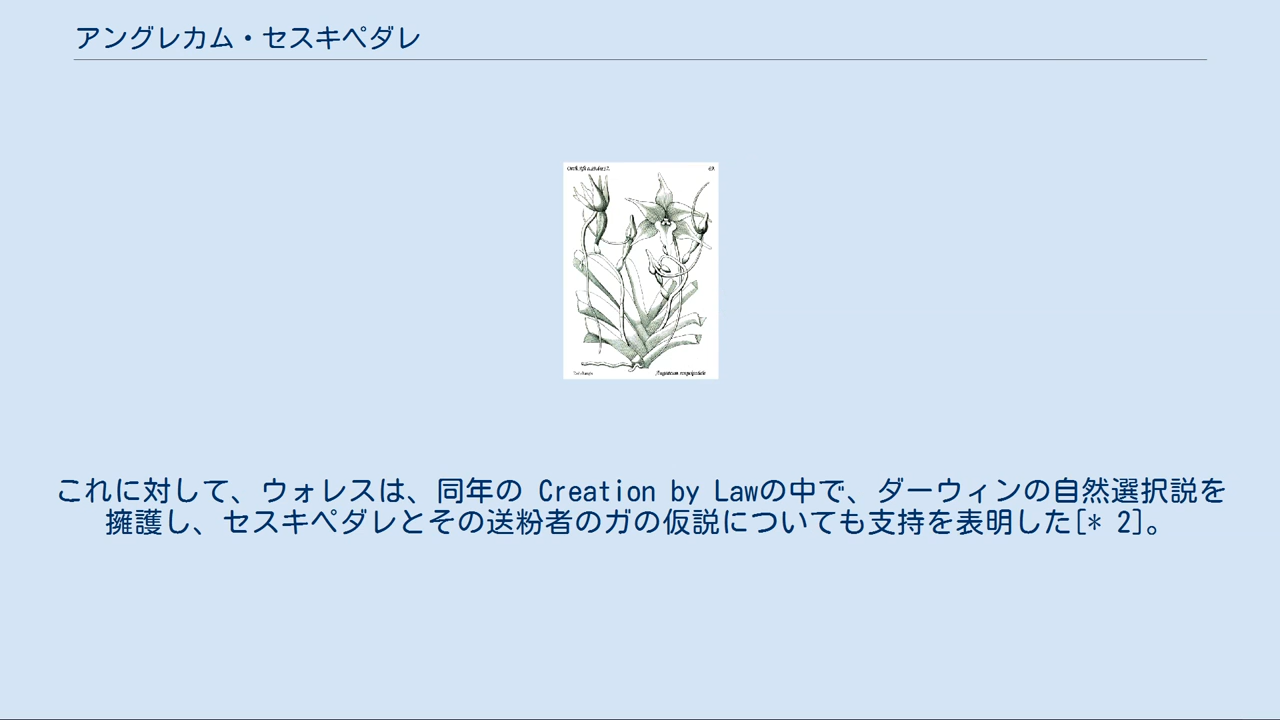 アングレカム・セスキペダレ
これに対して、ウォレスは、同年の Creation by Lawの中で、ダーウィンの自然選択説を
擁護し、セスキペダレとその送粉者のガの仮説についても支持を表明した[* 2]。